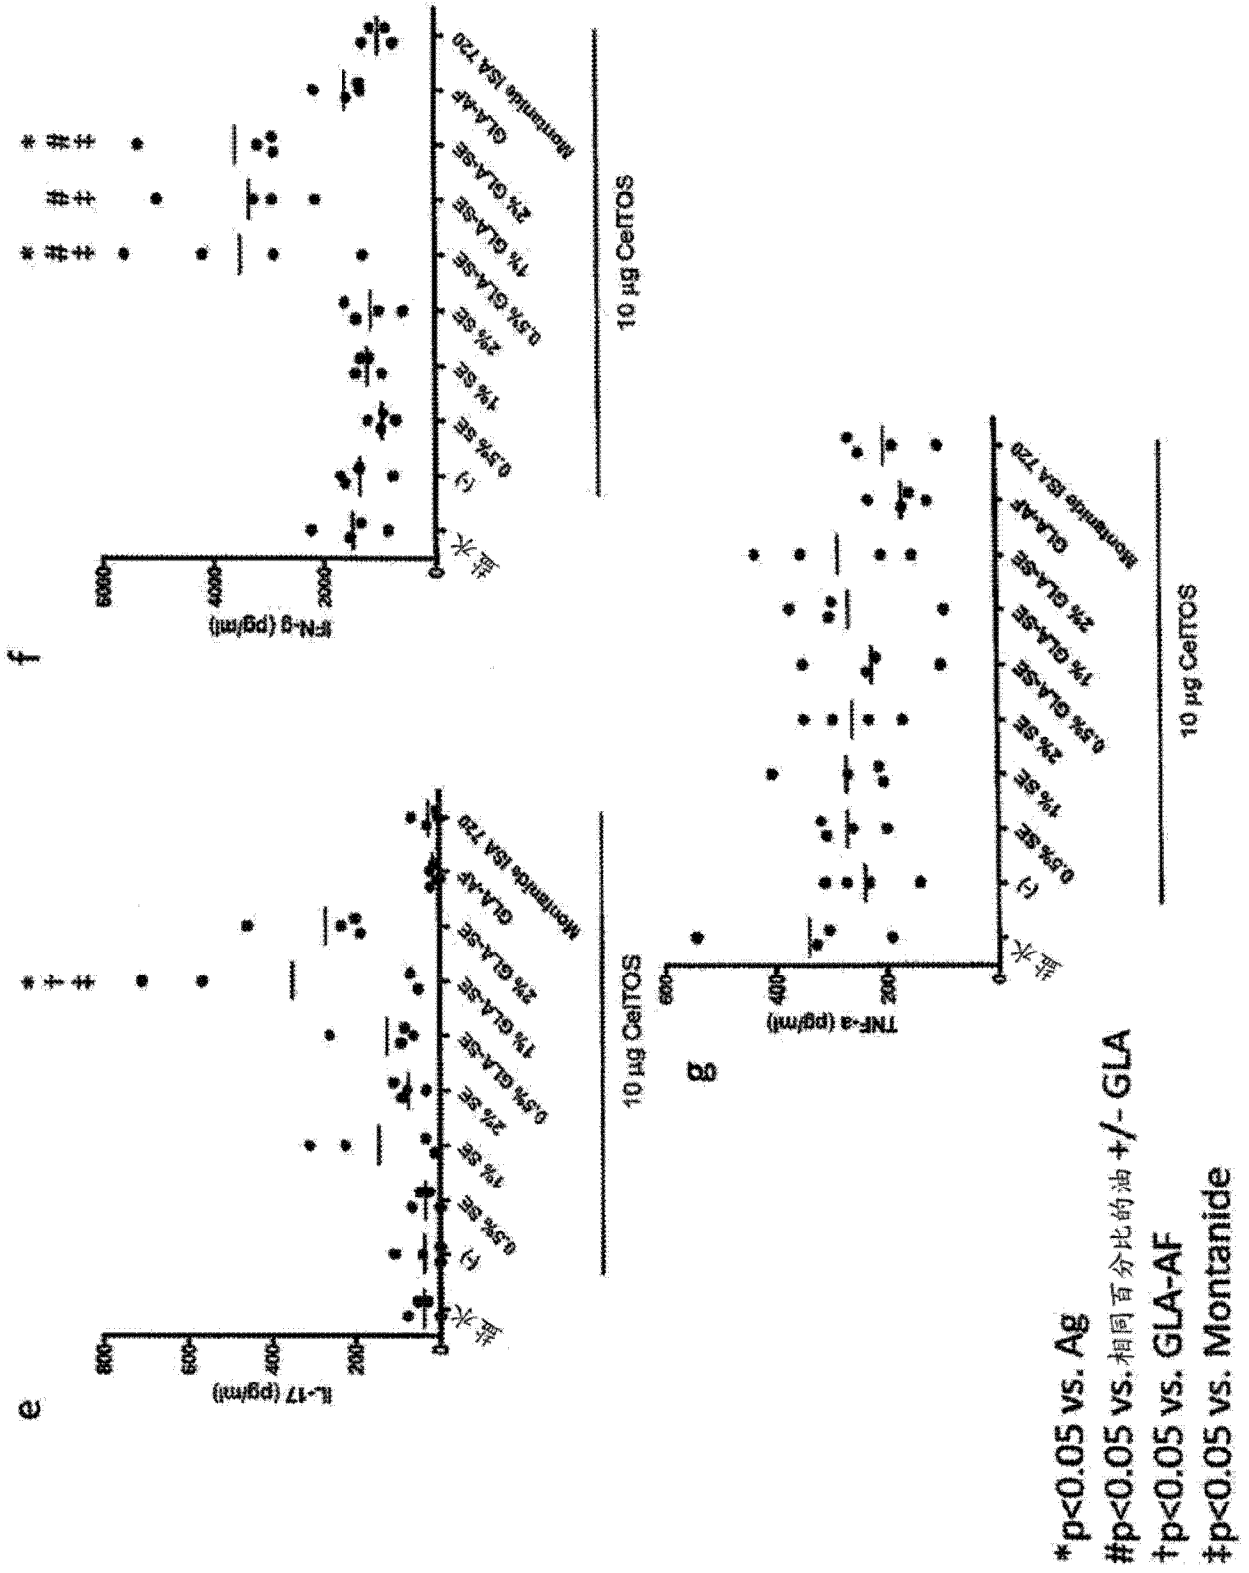 e
IL-17 (pg/ml)
800
600
400
200
0
盐水
(-)
0.5% SE
1% SE
2% SE
0.5% GLA-SE
1% GLA-SE
2% GLA-SE
GLA-AF
Montanide ISA 720
10 µg CelTOS
* † ‡
f
IFN-g (pg/ml)
6000
4000
2000
0
盐水
(-)
0.5% SE
1% SE
2% SE
0.5% GLA-SE
1% GLA-SE
2% GLA-SE
GLA-AF
Montanide ISA 720
10 µg CelTOS
* # ‡
# ‡
* # ‡
g
TNF-a (pg/ml)
600
400
200
0
盐水
(-)
0.5% SE
1% SE
2% SE
0.5% GLA-SE
1% GLA-SE
2% GLA-SE
GLA-AF
Montanide ISA 720
10 µg CelTOS
*p<0.05 vs. Ag
#p<0.05 vs. 相同百分比的油 +/- GLA
†p<0.05 vs. GLA-AF
‡p<0.05 vs. Montanide